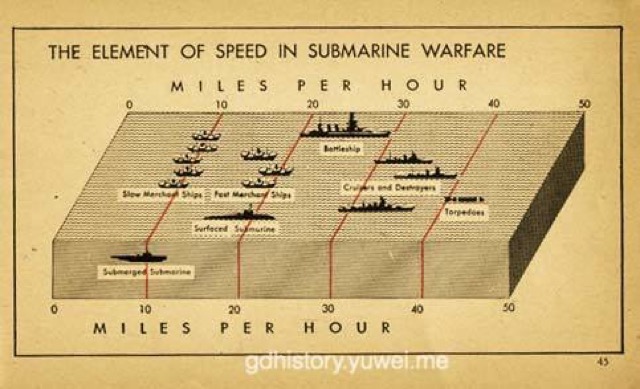 THE ELEMENT OF SPEED IN SUBMARINE WARFARE
MILES PER HOUR
0 10 20 30 40 50
Battleship
Slow Merchant Ships Fast Merchant Ships Cruisers and Destroyers
Torpedoes
Surfaced Submarine
Submerged Submarine
0 10 20 30 40 50
MILES PER HOUR
gdhistory.yuwei.me
45